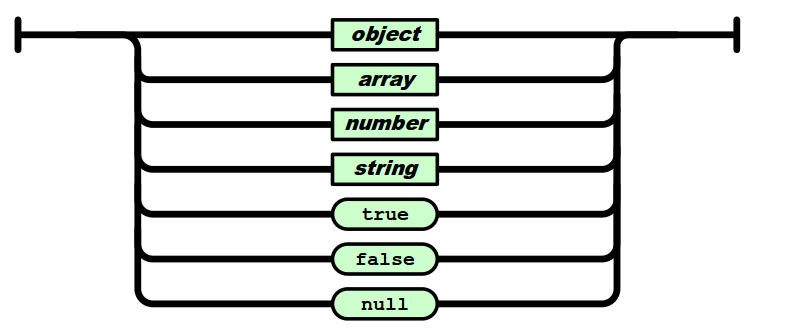 object
array
number
string
true
false
null